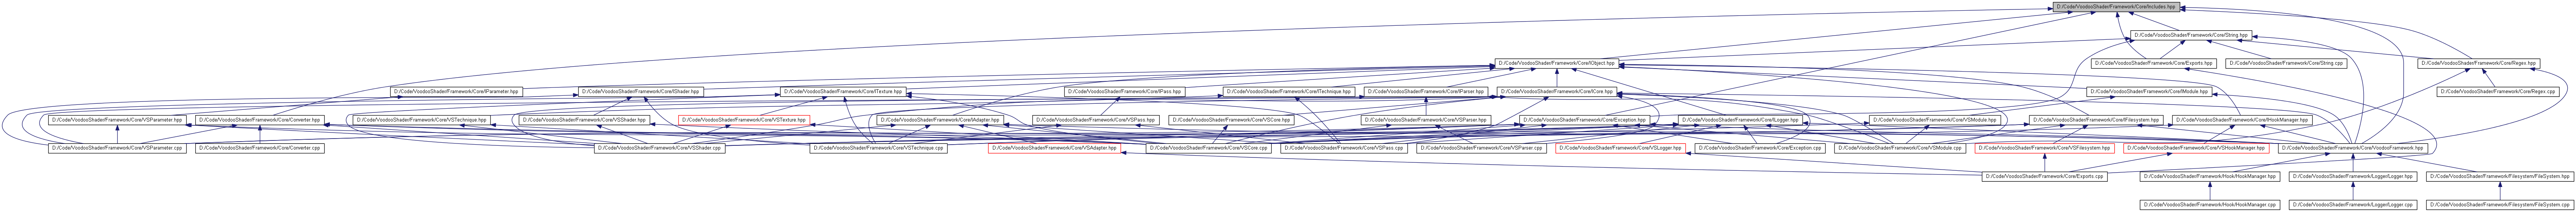 D:/Code/VoodooShader/Framework/Core/Includes.hpp
D:/Code/VoodooShader/Framework/Core/String.hpp
D:/Code/VoodooShader/Framework/Core/IObject.hpp
D:/Code/VoodooShader/Framework/Core/Exports.hpp
D:/Code/VoodooShader/Framework/Core/String.cpp
D:/Code/VoodooShader/Framework/Core/Regex.hpp
D:/Code/VoodooShader/Framework/Core/IParameter.hpp
D:/Code/VoodooShader/Framework/Core/IShader.hpp
D:/Code/VoodooShader/Framework/Core/ITexture.hpp
D:/Code/VoodooShader/Framework/Core/IPass.hpp
D:/Code/VoodooShader/Framework/Core/ITechnique.hpp
D:/Code/VoodooShader/Framework/Core/IParser.hpp
D:/Code/VoodooShader/Framework/Core/ICore.hpp
D:/Code/VoodooShader/Framework/Core/IModule.hpp
D:/Code/VoodooShader/Framework/Core/Regex.cpp
D:/Code/VoodooShader/Framework/Core/VSParameter.hpp
D:/Code/VoodooShader/Framework/Core/Converter.hpp
D:/Code/VoodooShader/Framework/Core/VSTechnique.hpp
D:/Code/VoodooShader/Framework/Core/VSShader.hpp
D:/Code/VoodooShader/Framework/Core/VSTexture.hpp
D:/Code/VoodooShader/Framework/Core/IAdapter.hpp
D:/Code/VoodooShader/Framework/Core/VSPass.hpp
D:/Code/VoodooShader/Framework/Core/VSCore.hpp
D:/Code/VoodooShader/Framework/Core/VSParser.hpp
D:/Code/VoodooShader/Framework/Core/Exception.hpp
D:/Code/VoodooShader/Framework/Core/ILogger.hpp
D:/Code/VoodooShader/Framework/Core/VSModule.hpp
D:/Code/VoodooShader/Framework/Core/IFilesystem.hpp
D:/Code/VoodooShader/Framework/Core/IHookManager.hpp
D:/Code/VoodooShader/Framework/Core/VSParameter.cpp
D:/Code/VoodooShader/Framework/Core/Converter.cpp
D:/Code/VoodooShader/Framework/Core/VSShader.cpp
D:/Code/VoodooShader/Framework/Core/VSTechnique.cpp
D:/Code/VoodooShader/Framework/Core/VSAdapter.hpp
D:/Code/VoodooShader/Framework/Core/VSCore.cpp
D:/Code/VoodooShader/Framework/Core/VSPass.cpp
D:/Code/VoodooShader/Framework/Core/VSParser.cpp
D:/Code/VoodooShader/Framework/Core/VSLogger.hpp
D:/Code/VoodooShader/Framework/Core/Exception.cpp
D:/Code/VoodooShader/Framework/Core/VSModule.cpp
D:/Code/VoodooShader/Framework/Core/VSFilesystem.hpp
D:/Code/VoodooShader/Framework/Core/VSHookManager.hpp
D:/Code/VoodooShader/Framework/Core/VoodooFramework.hpp
D:/Code/VoodooShader/Framework/Core/Exports.cpp
D:/Code/VoodooShader/Framework/Hook/HookManager.hpp
D:/Code/VoodooShader/Framework/Logger/Logger.hpp
D:/Code/VoodooShader/Framework/Filesystem/FileSystem.hpp
D:/Code/VoodooShader/Framework/Hook/HookManager.cpp
D:/Code/VoodooShader/Framework/Logger/Logger.cpp
D:/Code/VoodooShader/Framework/Filesystem/FileSystem.cpp